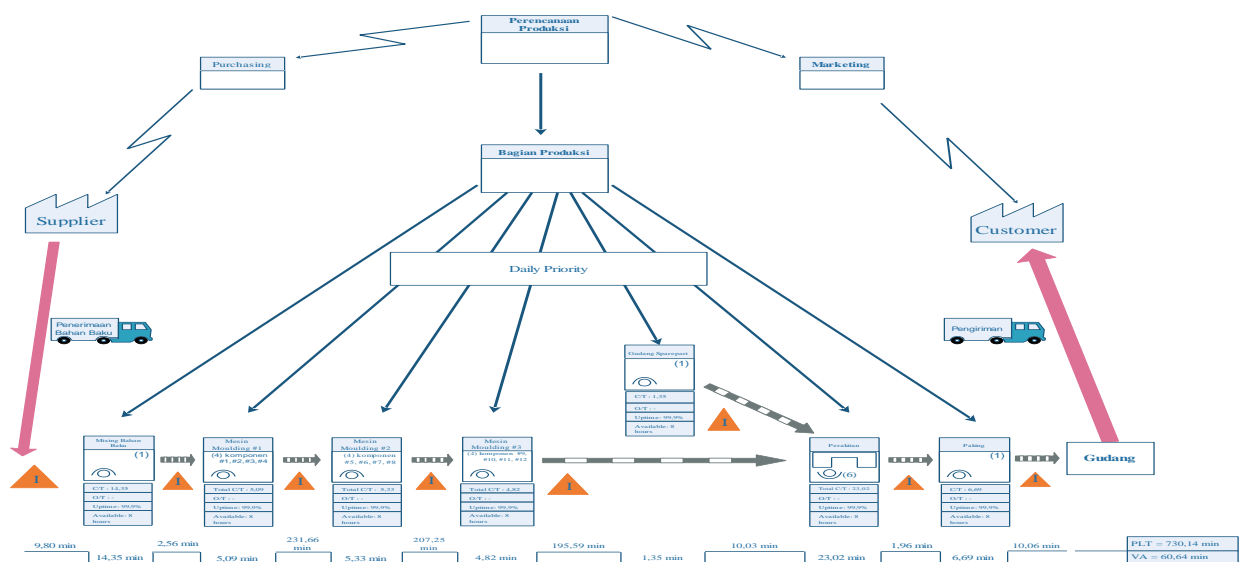 Perencanaan
Produksi
Purchasing
Marketing
Bagian Produksi
Supplier
Customer
Daily Priority
Penerimaan
Bahan Baku
Pengiriman
Gudang Sparepart
(1)
C/T : 1,35
O/T : -
Uptime: 99,9%
Available: 8
hours
I
Mixing Bahan
Baku
(1)
C/T : 14,35
O/T : -
Uptime: 99,9%
Available: 8
hours
Mesin
Moulding #1
(4) komponen
#1,#2,#3,#4
Total C/T : 5,09
O/T : -
Uptime: 99,9%
Available: 8
hours
Mesin
Moulding #2
(4) komponen
#5, #6, #7, #8
Total C/T : 5,33
O/T : -
Uptime: 99,9%
Available: 8
hours
Mesin
Moulding #3
(4) komponen #9,
#10, #11, #12
Total C/T : 4,82
O/T : -
Uptime: 99,9%
Available: 8
hours
Perakitan
(6)
Total C/T : 23,02
O/T : -
Uptime: 99,9%
Available: 8
hours
Paking
(1)
C/T : 6,69
O/T : -
Uptime: 99,9%
Available: 8
hours
Gudang
I
I
I
I
I
I
I
9,80 min
2,56 min
231,66
min
207,25
min
195,59 min
10,03 min
1,96 min
10,06 min
14,35 min
5,09 min
5,33 min
4,82 min
1,35 min
23,02 min
6,69 min
PLT = 730,14 min
VA = 60,64 min